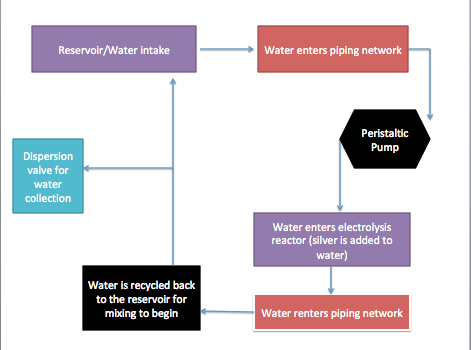 Reservoir/Water intake
Water enters piping network
Peristaltic
Pump
Dispersion
valve for
water
collection
Water enters electrolysis
reactor (silver is added to
water)
Water is recycled back
to the reservoir for
mixing to begin
Water renters piping network